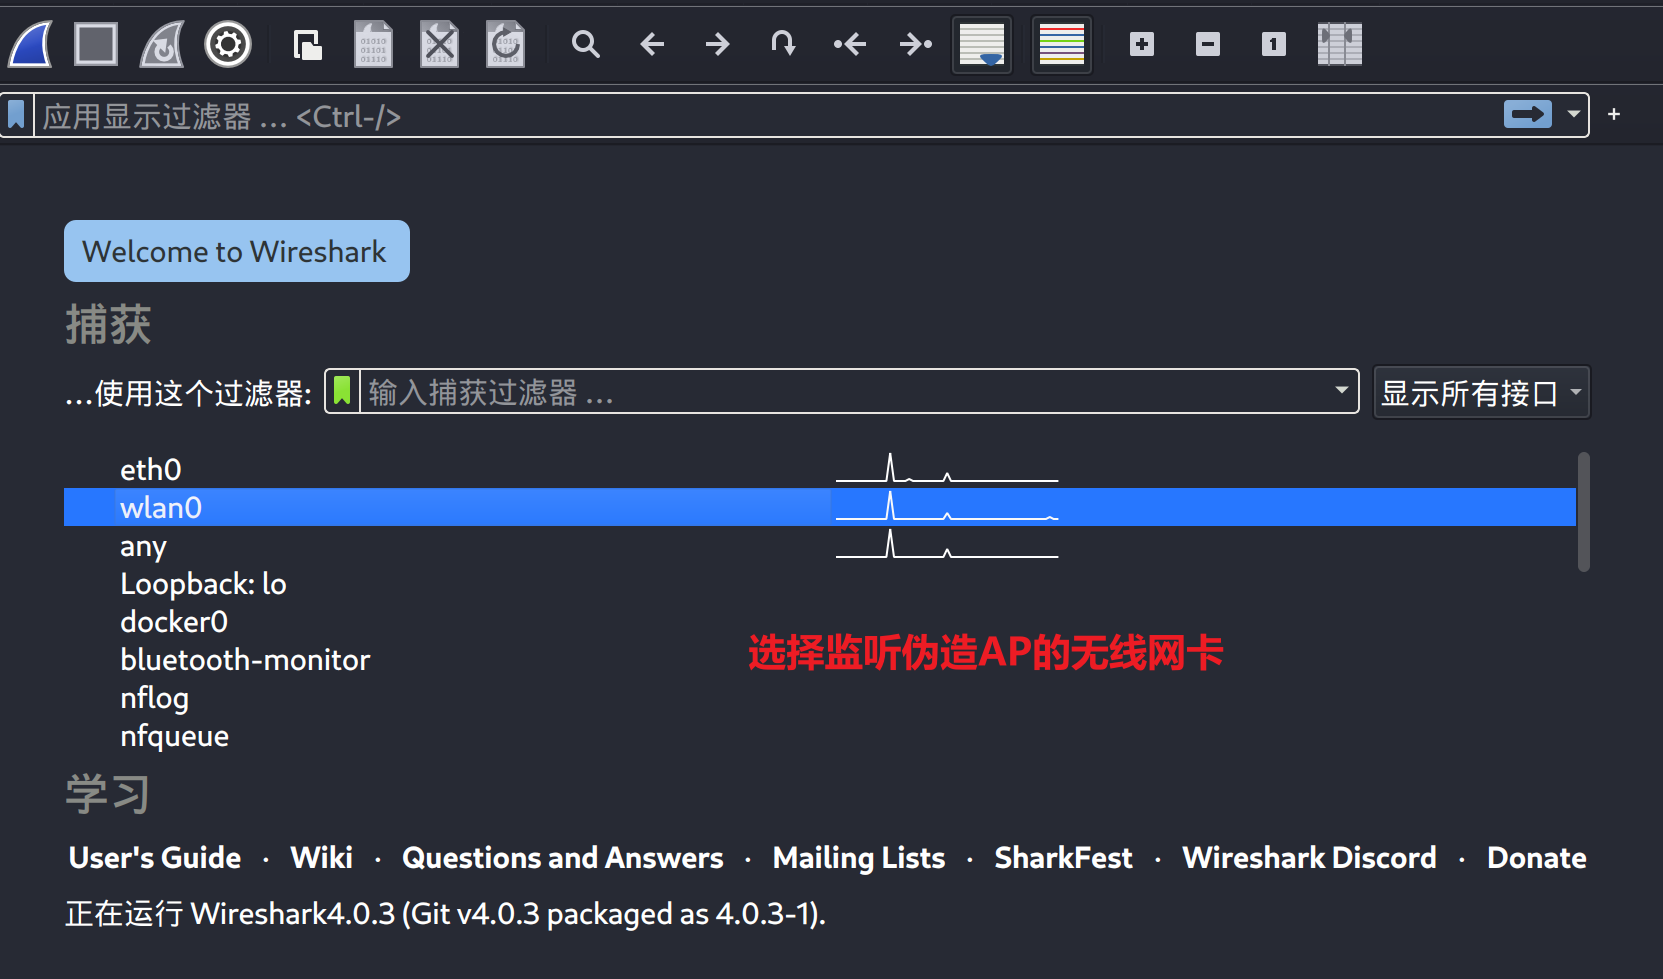 应用显示过滤器 … <Ctrl-/>
Welcome to Wireshark
捕获
…使用这个过滤器: 输入捕获过滤器 … 显示所有接口
eth0
wlan0
any
Loopback: lo
docker0
选择监听伪造AP的无线网卡
bluetooth-monitor
nflog
nfqueue
学习
User's Guide · Wiki · Questions and Answers · Mailing Lists · SharkFest · Wireshark Discord · Donate
正在运行 Wireshark4.0.3 (Git v4.0.3 packaged as 4.0.3-1).